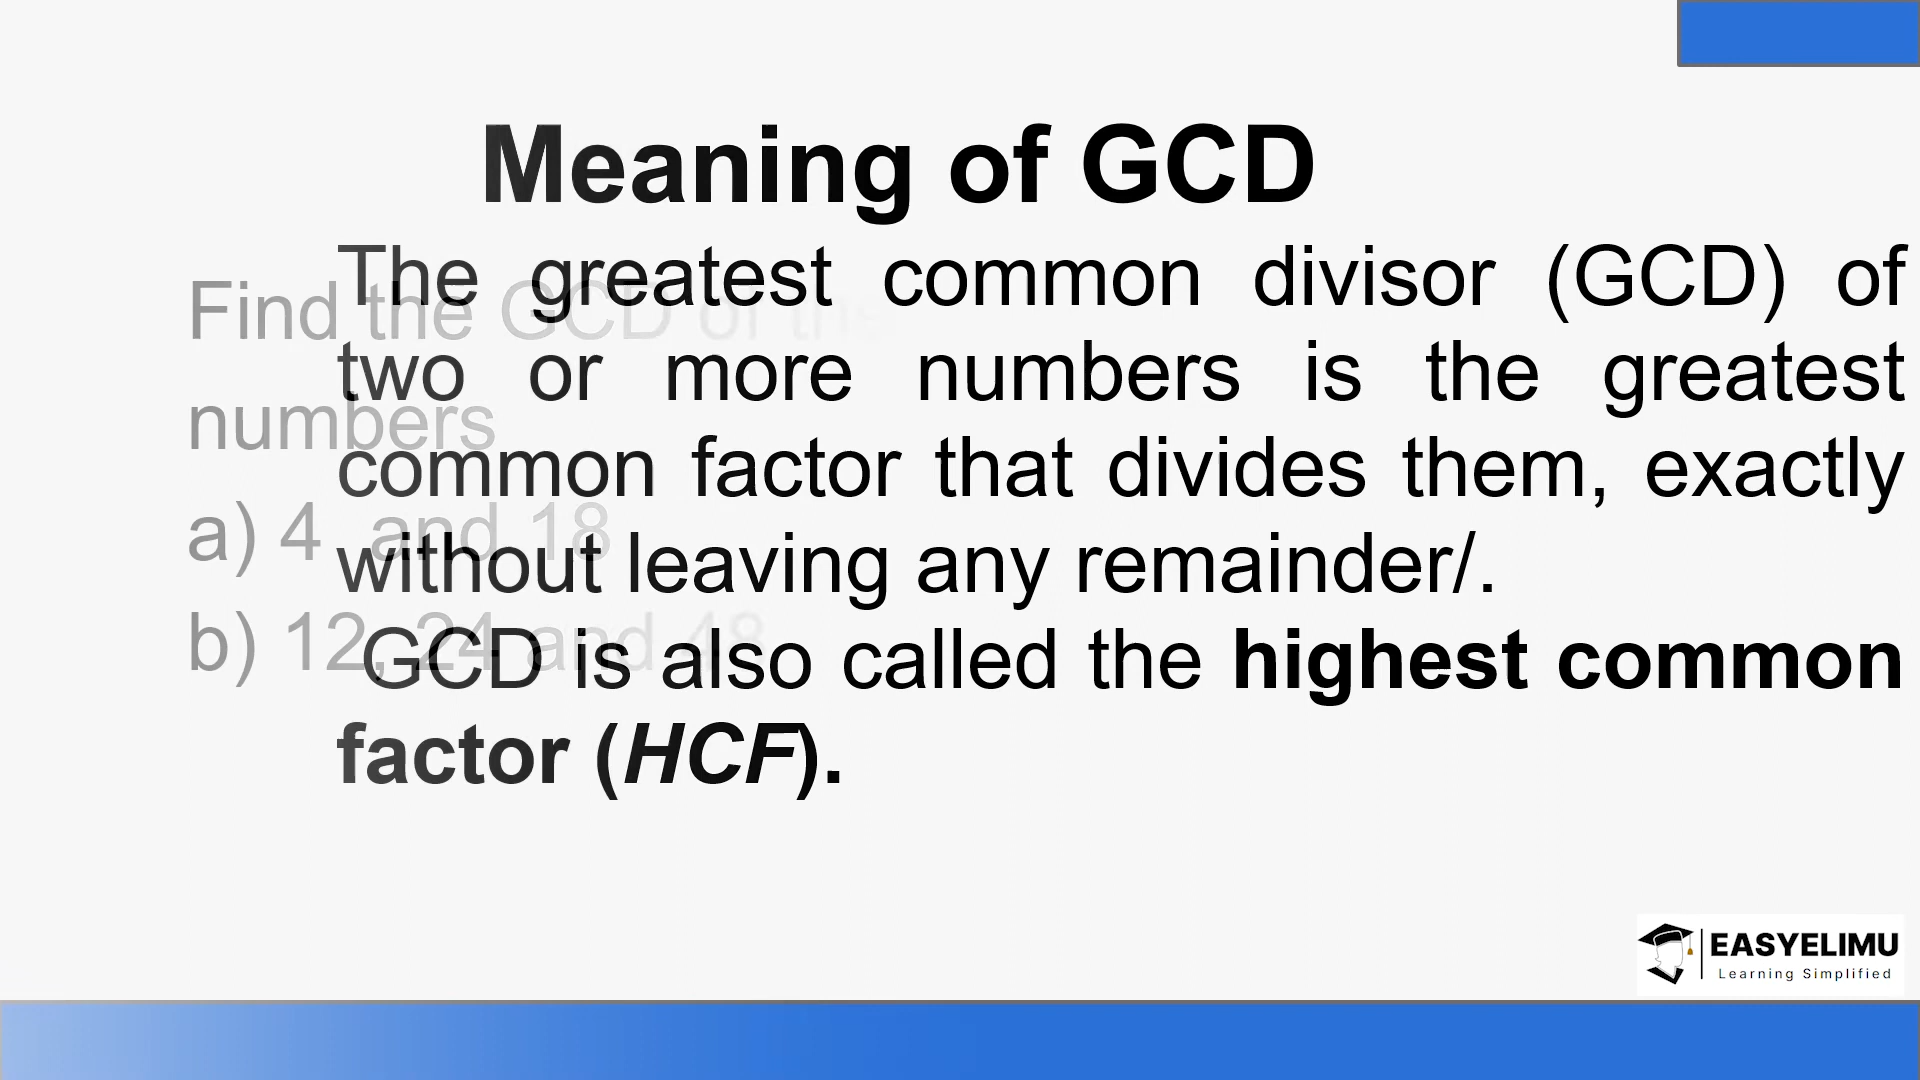 Meaning of GCD
The greatest common divisor (GCD) of
two or more numbers is the greatest
common factor that divides them, exactly
without leaving any remainder/.
GCD is also called the highest common
factor (HCF).
Find the GCD of the
numbers
a) 4 and 18
b) 12, 24 and 48
EASYELIMU
Learning Simplified